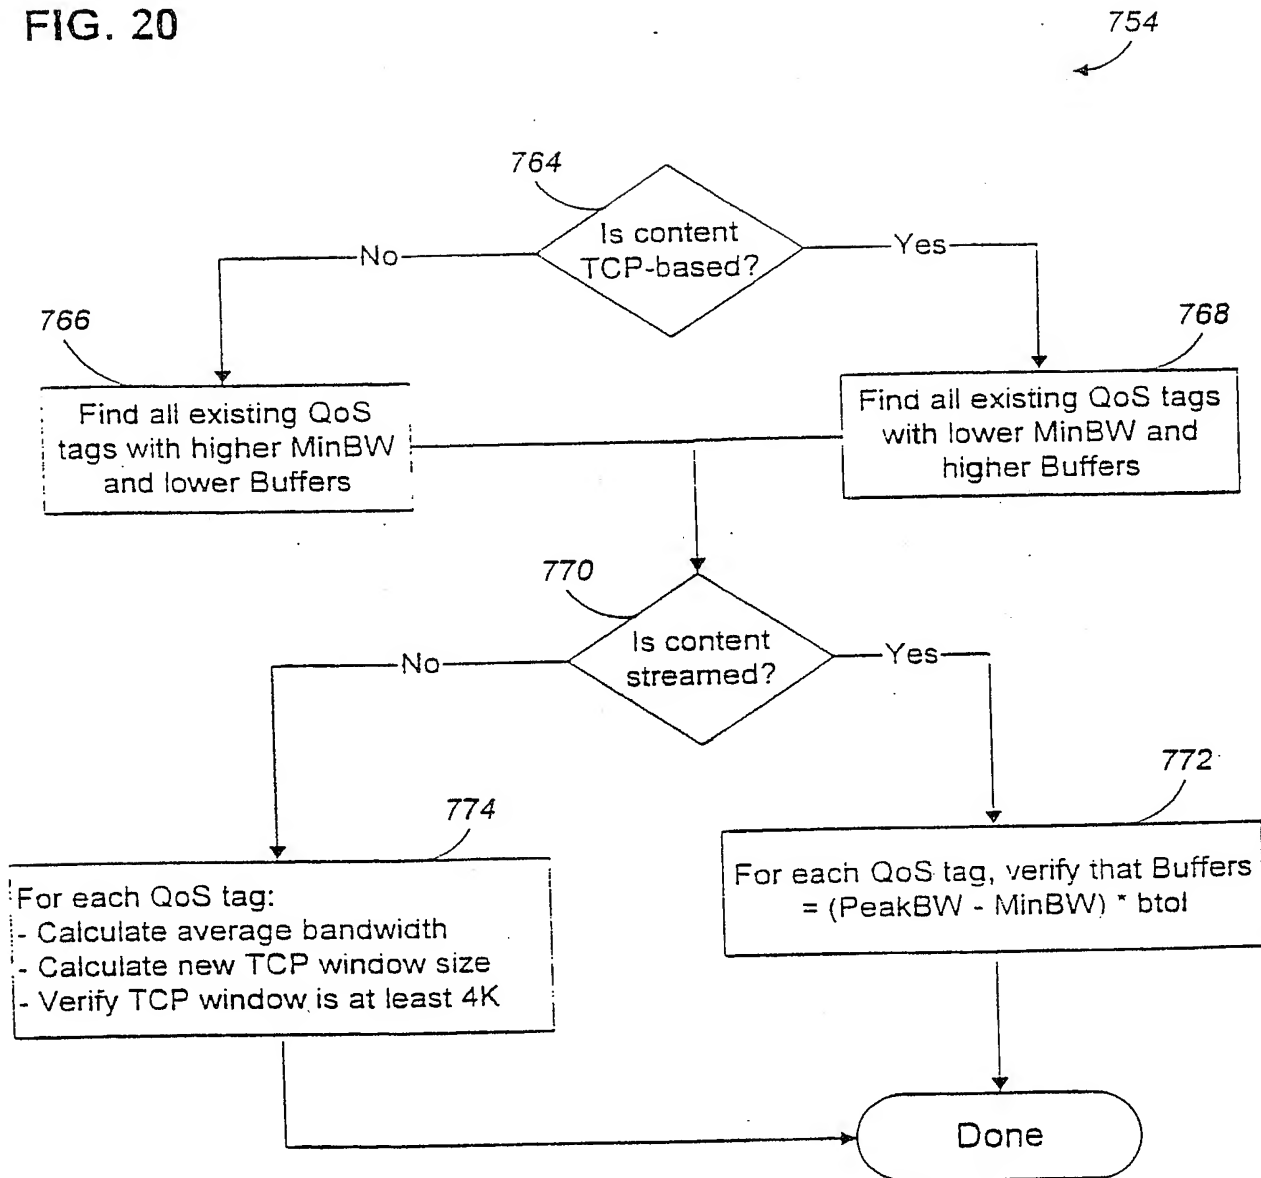 FIG. 20
754
764
Is content
TCP-based?
No
Yes
766
768
Find all existing QoS
tags with higher MinBW
and lower Buffers
Find all existing QoS tags
with lower MinBW and
higher Buffers
770
Is content
streamed?
No
Yes
772
774
For each QoS tag, verify that Buffers
= (PeakBW - MinBW) * btol
For each QoS tag:
- Calculate average bandwidth
- Calculate new TCP window size
- Verify TCP window is at least 4K
Done